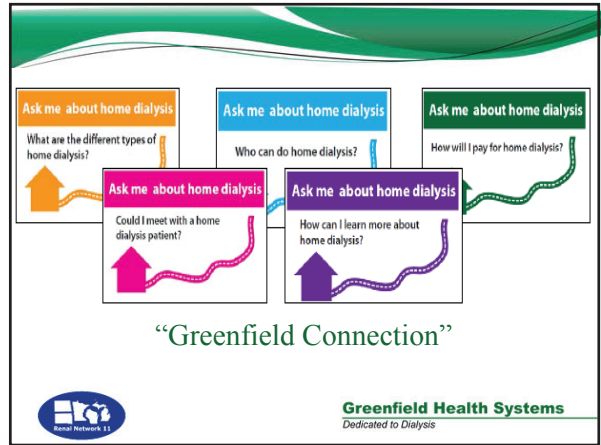 Ask me about home dialysis
What are the different types of
home dialysis?
Ask me about home dialysis
Who can do home dialysis?
Ask me about home dialysis
How will I pay for home dialysis?
Ask me about home dialysis
Could I meet with a home
dialysis patient?
Ask me about home dialysis
How can I learn more about
home dialysis?
“Greenfield Connection”
Renal Network 11
Greenfield Health Systems
Dedicated to Dialysis